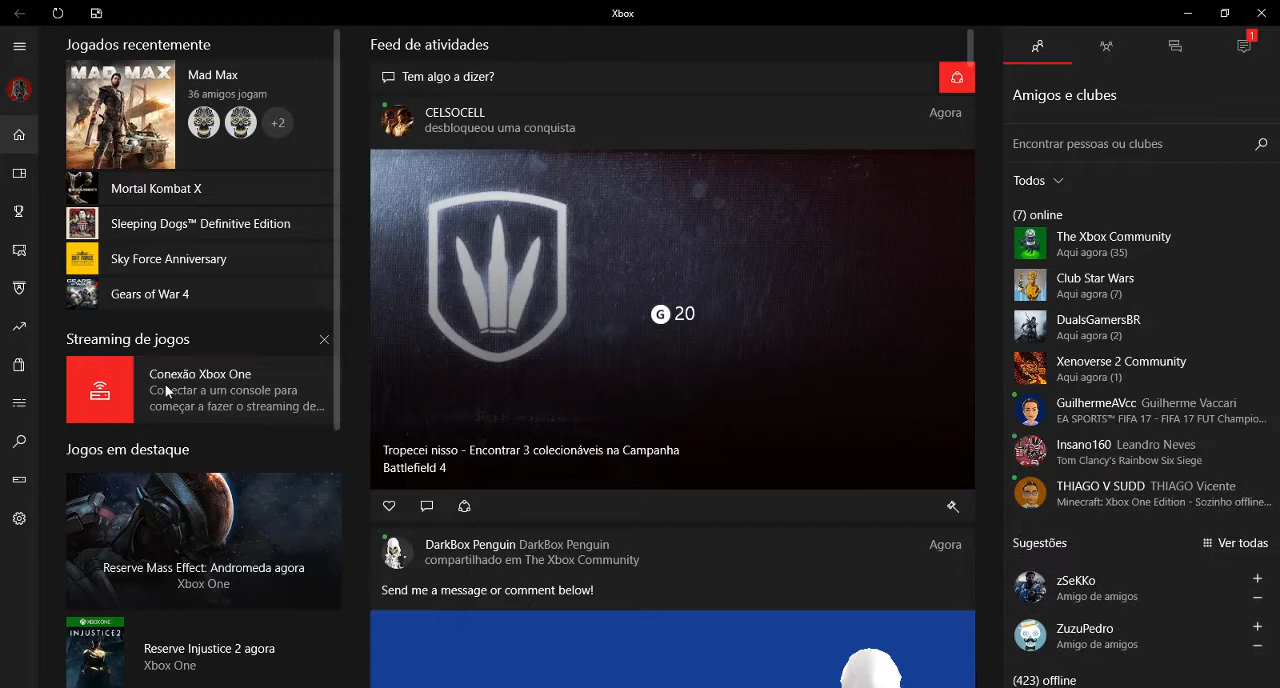 Xbox
Jogados recentemente
MAD MAX
Mad Max
36 amigos jogam
+2
Mortal Kombat X
Sleeping Dogs™ Definitive Edition
Sky Force Anniversary
Gears of War 4
Streaming de jogos
Conexão Xbox One
Conectar a um console para
começar a fazer o streaming de...
Jogos em destaque
Reserve Mass Effect: Andromeda agora
Xbox One
XBOX ONE
INJUSTICE 2
Reserve Injustice 2 agora
Xbox One
Feed de atividades
Tem algo a dizer?
CELSOCELL
desbloqueou uma conquista
Agora
G 20
Tropecei nisso - Encontrar 3 colecionáveis na Campanha
Battlefield 4
DarkBox Penguin DarkBox Penguin
compartilhado em The Xbox Community
Agora
Send me a message or comment below!
1
Amigos e clubes
Encontrar pessoas ou clubes
Todos
(7) online
The Xbox Community
Aqui agora (35)
Club Star Wars
Aqui agora (7)
DualsGamersBR
Aqui agora (2)
Xenoverse 2 Community
Aqui agora (1)
GuilhermeAVcc Guilherme Vaccari
EA SPORTS™ FIFA 17 - FIFA 17 FUT Champio...
Insano160 Leandro Neves
Tom Clancy's Rainbow Six Siege
THIAGO V SUDD THIAGO Vicente
Minecraft: Xbox One Edition - Sozinho offline...
Sugestões
Ver todas
zSeKKo
Amigo de amigos
ZuzuPedro
Amigo de amigos
(423) offline